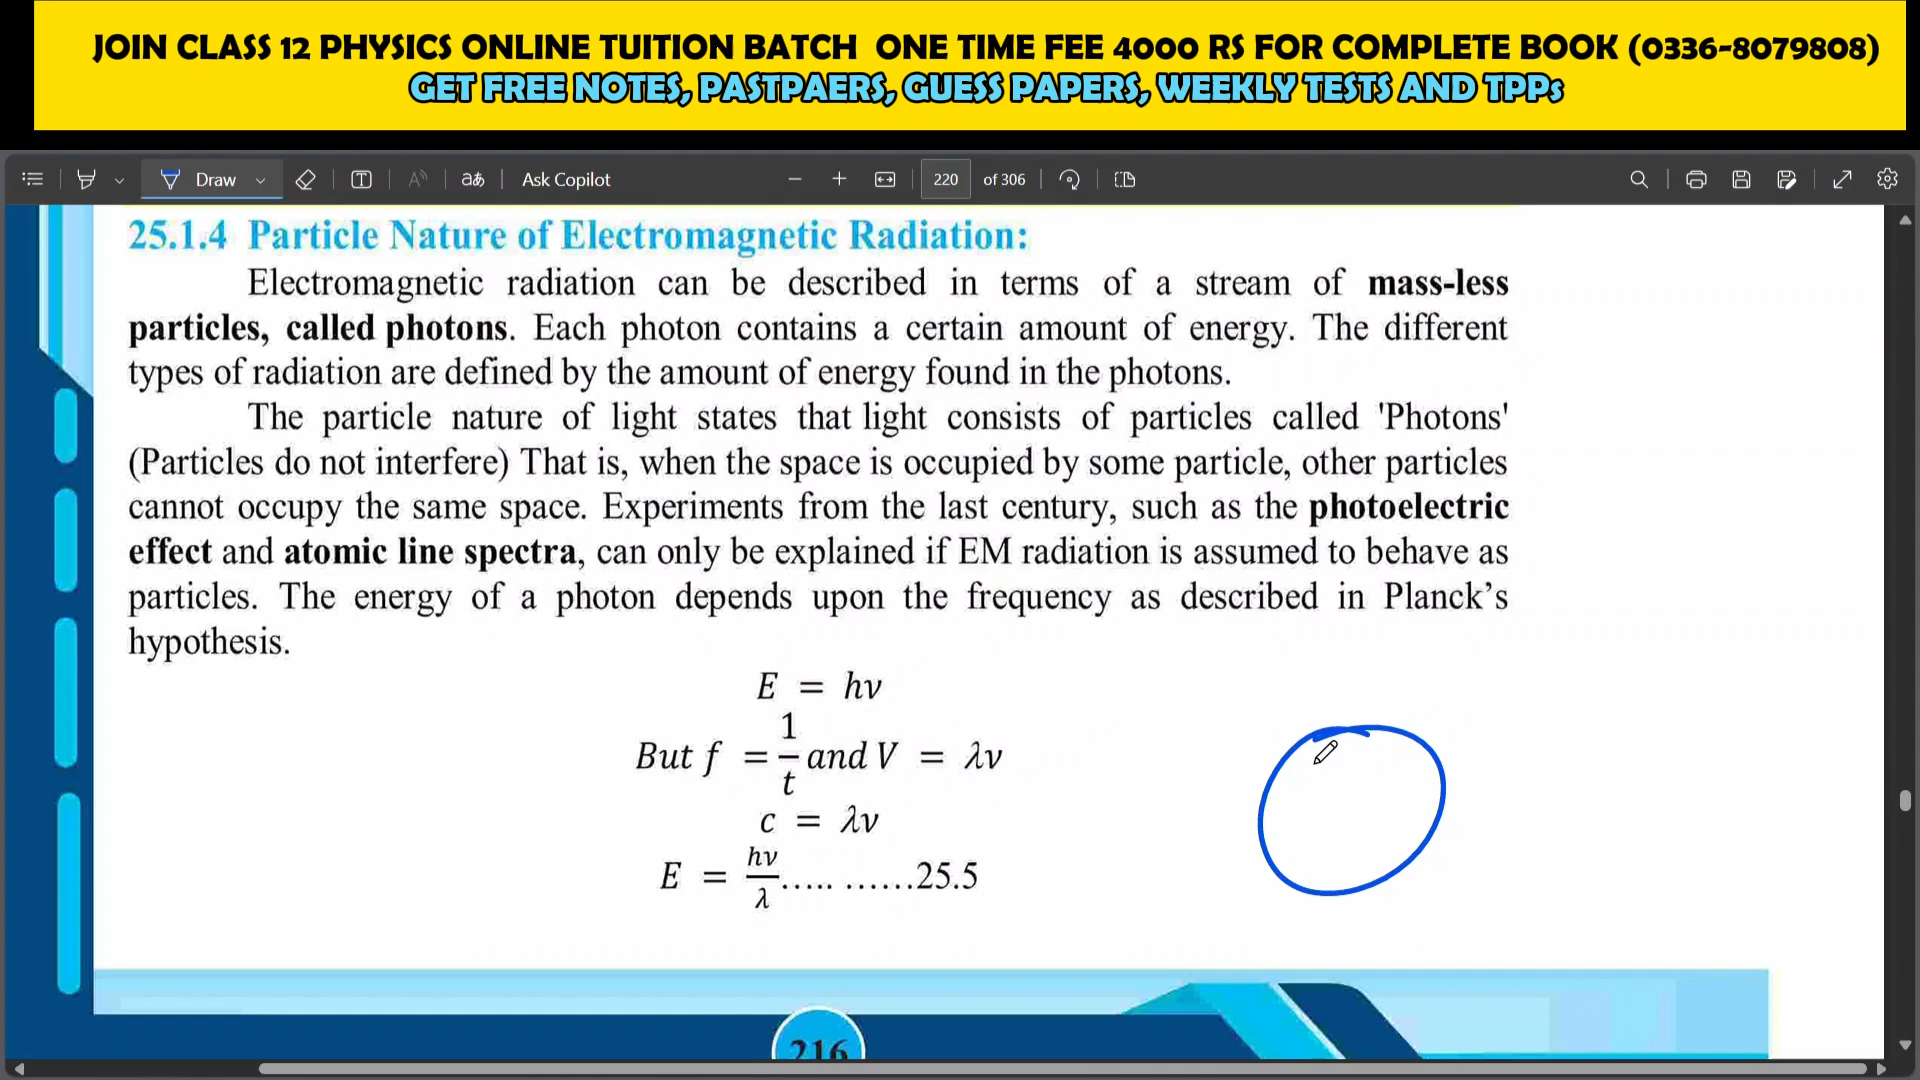 JOIN CLASS 12 PHYSICS ONLINE TUITION BATCH ONE TIME FEE 4000 RS FOR COMPLETE BOOK (0336-8079808)
GET FREE NOTES, PASTPAERS, GUESS PAPERS, WEEKLY TESTS AND TPPs
Draw Ask Copilot 220 of 306
25.1.4 Particle Nature of Electromagnetic Radiation:
Electromagnetic radiation can be described in terms of a stream of mass-less
particles, called photons. Each photon contains a certain amount of energy. The different
types of radiation are defined by the amount of energy found in the photons.
The particle nature of light states that light consists of particles called 'Photons'
(Particles do not interfere) That is, when the space is occupied by some particle, other particles
cannot occupy the same space. Experiments from the last century, such as the photoelectric
effect and atomic line spectra, can only be explained if EM radiation is assumed to behave as
particles. The energy of a photon depends upon the frequency as described in Planck’s
hypothesis.
E = hν
But f = 1/t and V = λν
c = λν
E = hν/λ ..... ......25.5
216